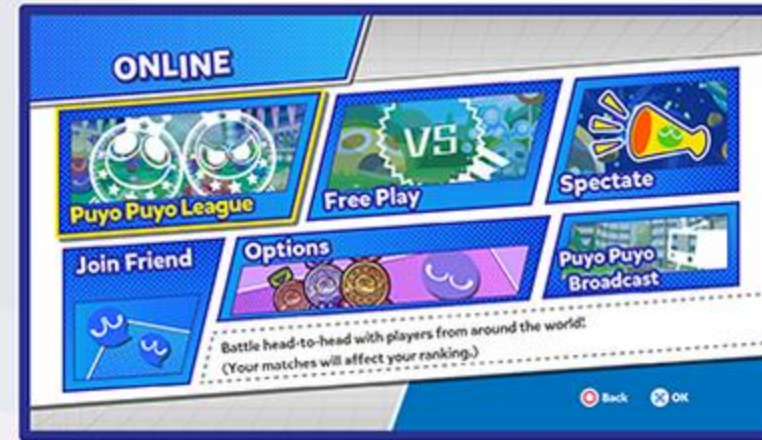 ONLINE
VS
Puyo Puyo League
Free Play
Spectate
Join Friend
Options
Puyo Puyo
Broadcast
Battle head-to-head with players from around the world!
(Your matches will affect your ranking.)
Back
OK